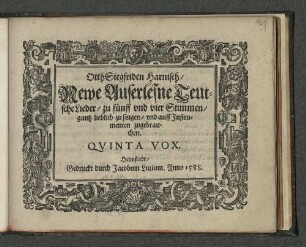 Otth Siegfriden Harnisch/
Newe Auserlesne Teut-
sche Lieder/ zu fünff vnd vier Stimmen/
gantz lieblich zu singen/ vnd auff Instru-
menten zugebrau-
chen.
QVINTA VOX.
Helmstadt/
Gedruckt durch Jacobum Lucium. Anno 1588.